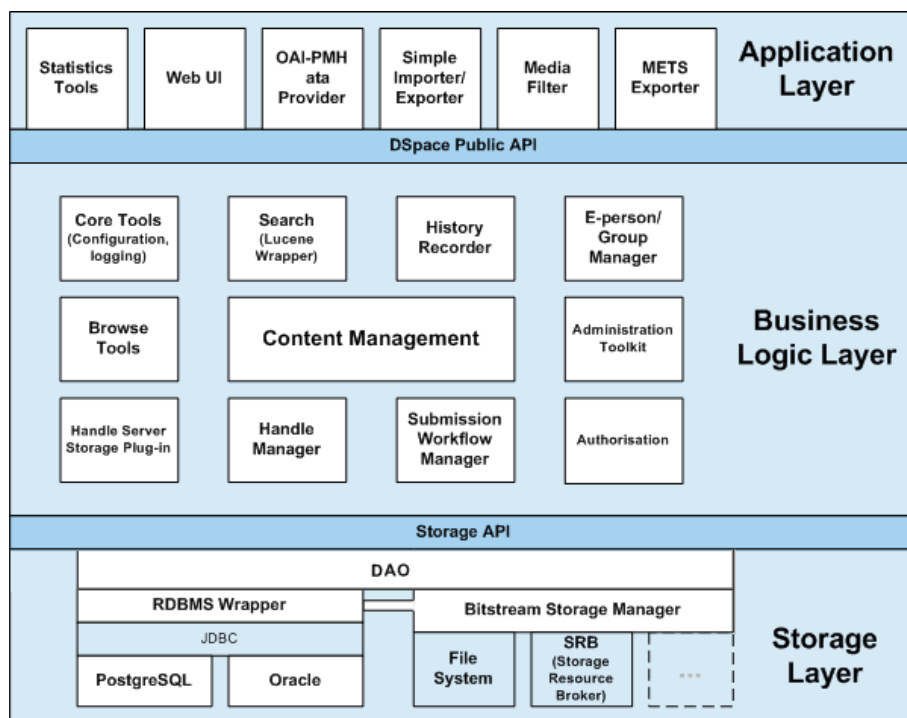 Statistics
Tools
Web UI
OAI-PMH
ata
Provider
Simple
Importer/
Exporter
Media
Filter
METS
Exporter
Application
Layer
DSpace Public API
Core Tools
(Configuration,
logging)
Search
(Lucene
Wrapper)
History
Recorder
E-person/
Group
Manager
Browse
Tools
Content Management
Administration
Toolkit
Business
Logic Layer
Handle Server
Storage Plug-in
Handle
Manager
Submission
Workflow
Manager
Authorisation
Storage API
DAO
RDBMS Wrapper
Bitstream Storage Manager
JDBC
PostgreSQL
Oracle
File
System
SRB
(Storage
Resource
Broker)
...
Storage
Layer